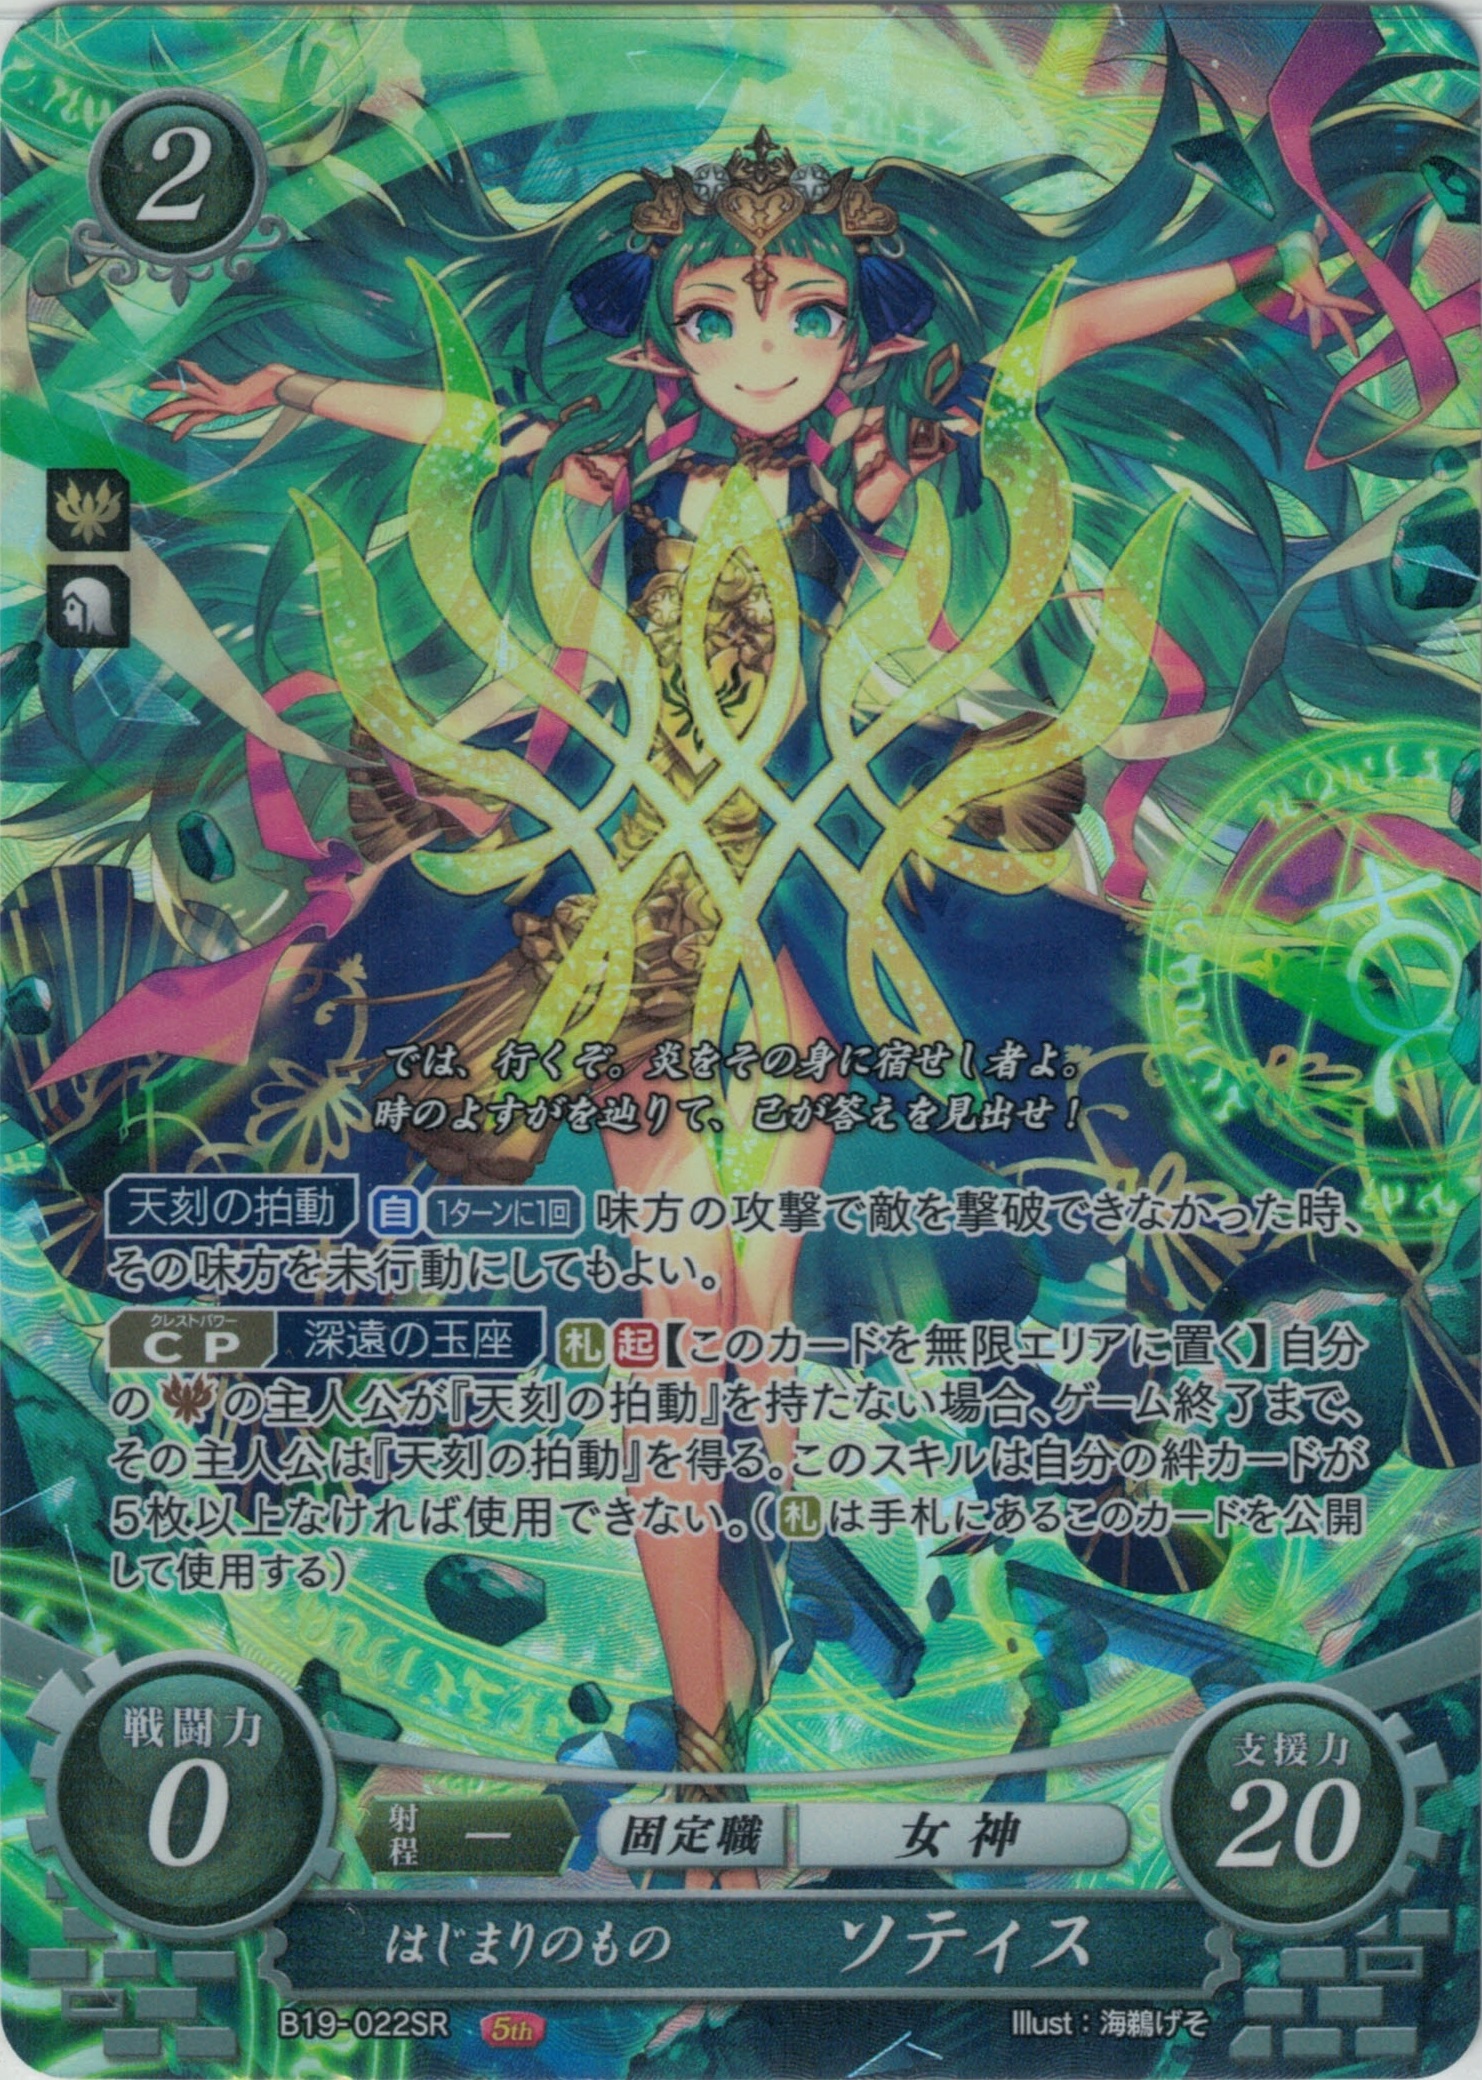 2
では、行くぞ。炎をその身に宿せし者よ。
時のよすがを辿りて、己が答えを見出せ！
天刻の拍動 自 1ターンに1回 味方の攻撃で敵を撃破できなかった時、
その味方を未行動にしてもよい。
クレストパワー
CP 深遠の玉座 札 起【このカードを無限エリアに置く】自分
の の主人公が『天刻の拍動』を持たない場合、ゲーム終了まで、
その主人公は『天刻の拍動』を得る。このスキルは自分の絆カードが
5枚以上なければ使用できない。（札は手札にあるこのカードを公開
して使用する）
戦闘力
0
射程 —
固定職 女神
支援力
20
はじまりのもの ソティス
B19-022SR 5th Illust：海鵜げそ